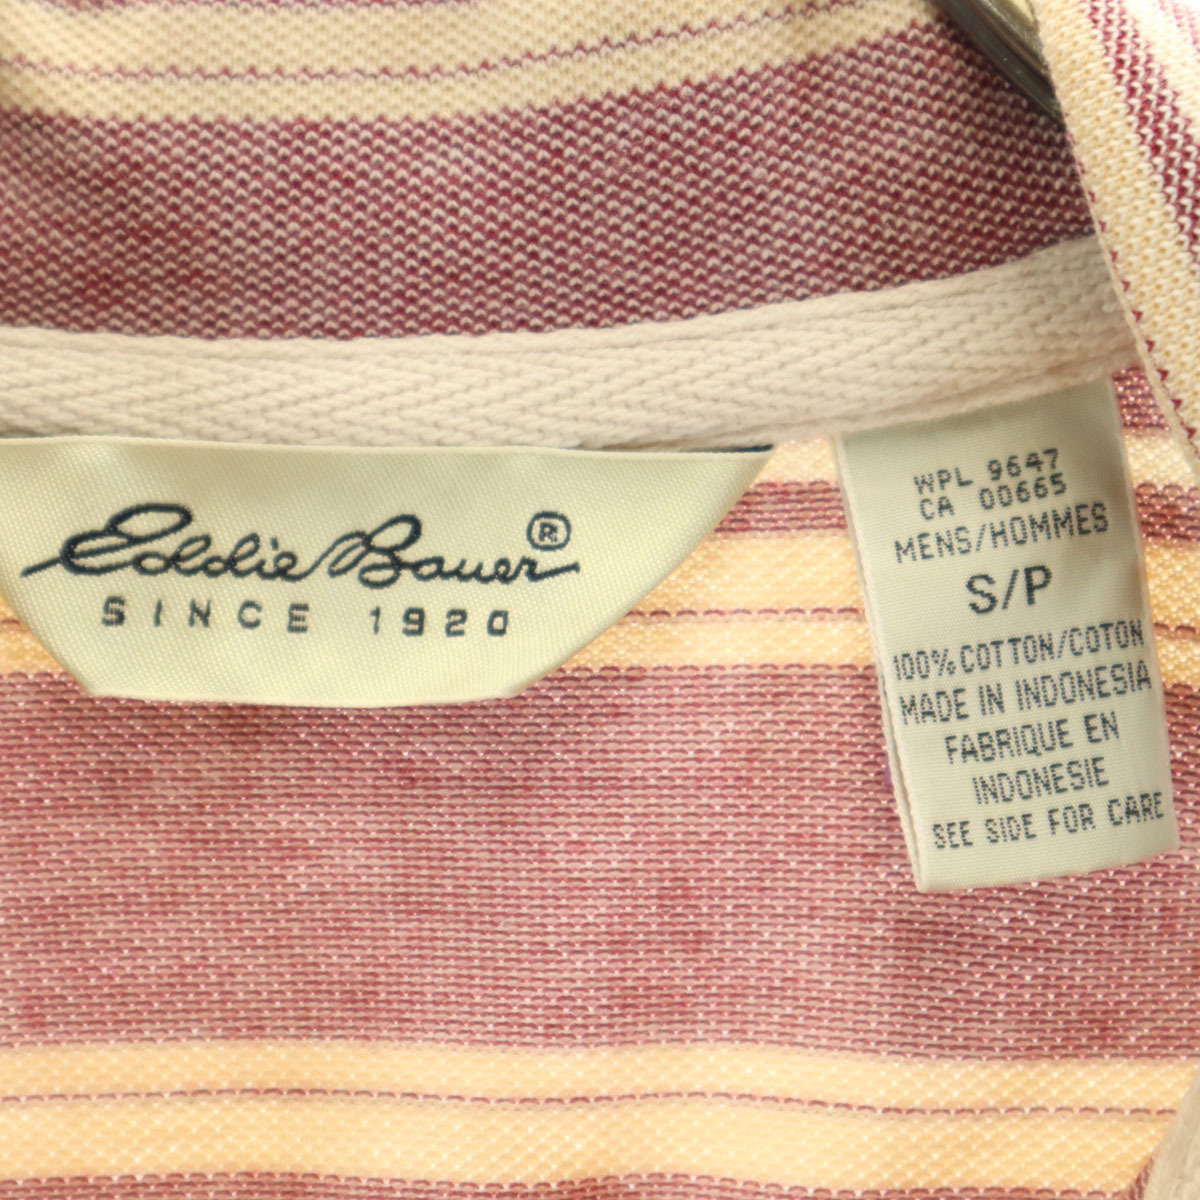 Eddie Bauer®
SINCE 1920
WPL 9647
CA 00665
MENS/HOMMES
S/P
100% COTTON/COTON
MADE IN INDONESIA
FABRIQUE EN
INDONESIE
SEE SIDE FOR CARE